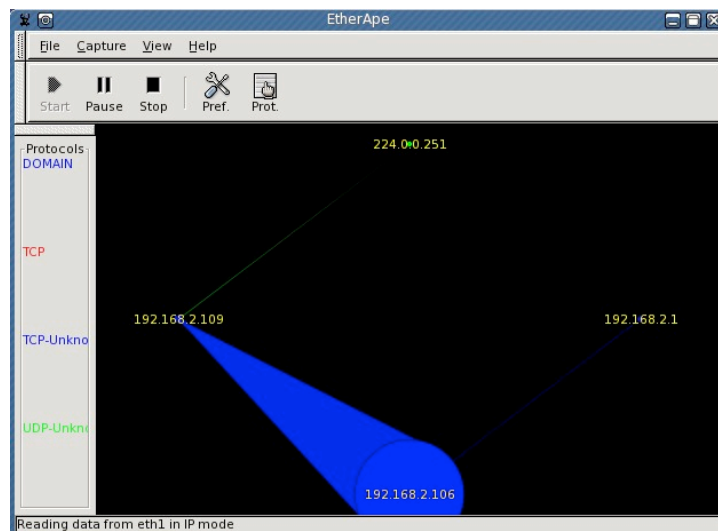 EtherApe
File Capture View Help
Start Pause Stop Pref. Prot.
Protocols
DOMAIN
TCP
TCP-Unkno
UDP-Unkno
224.0.0.251
192.168.2.109
192.168.2.1
192.168.2.106
Reading data from eth1 in IP mode